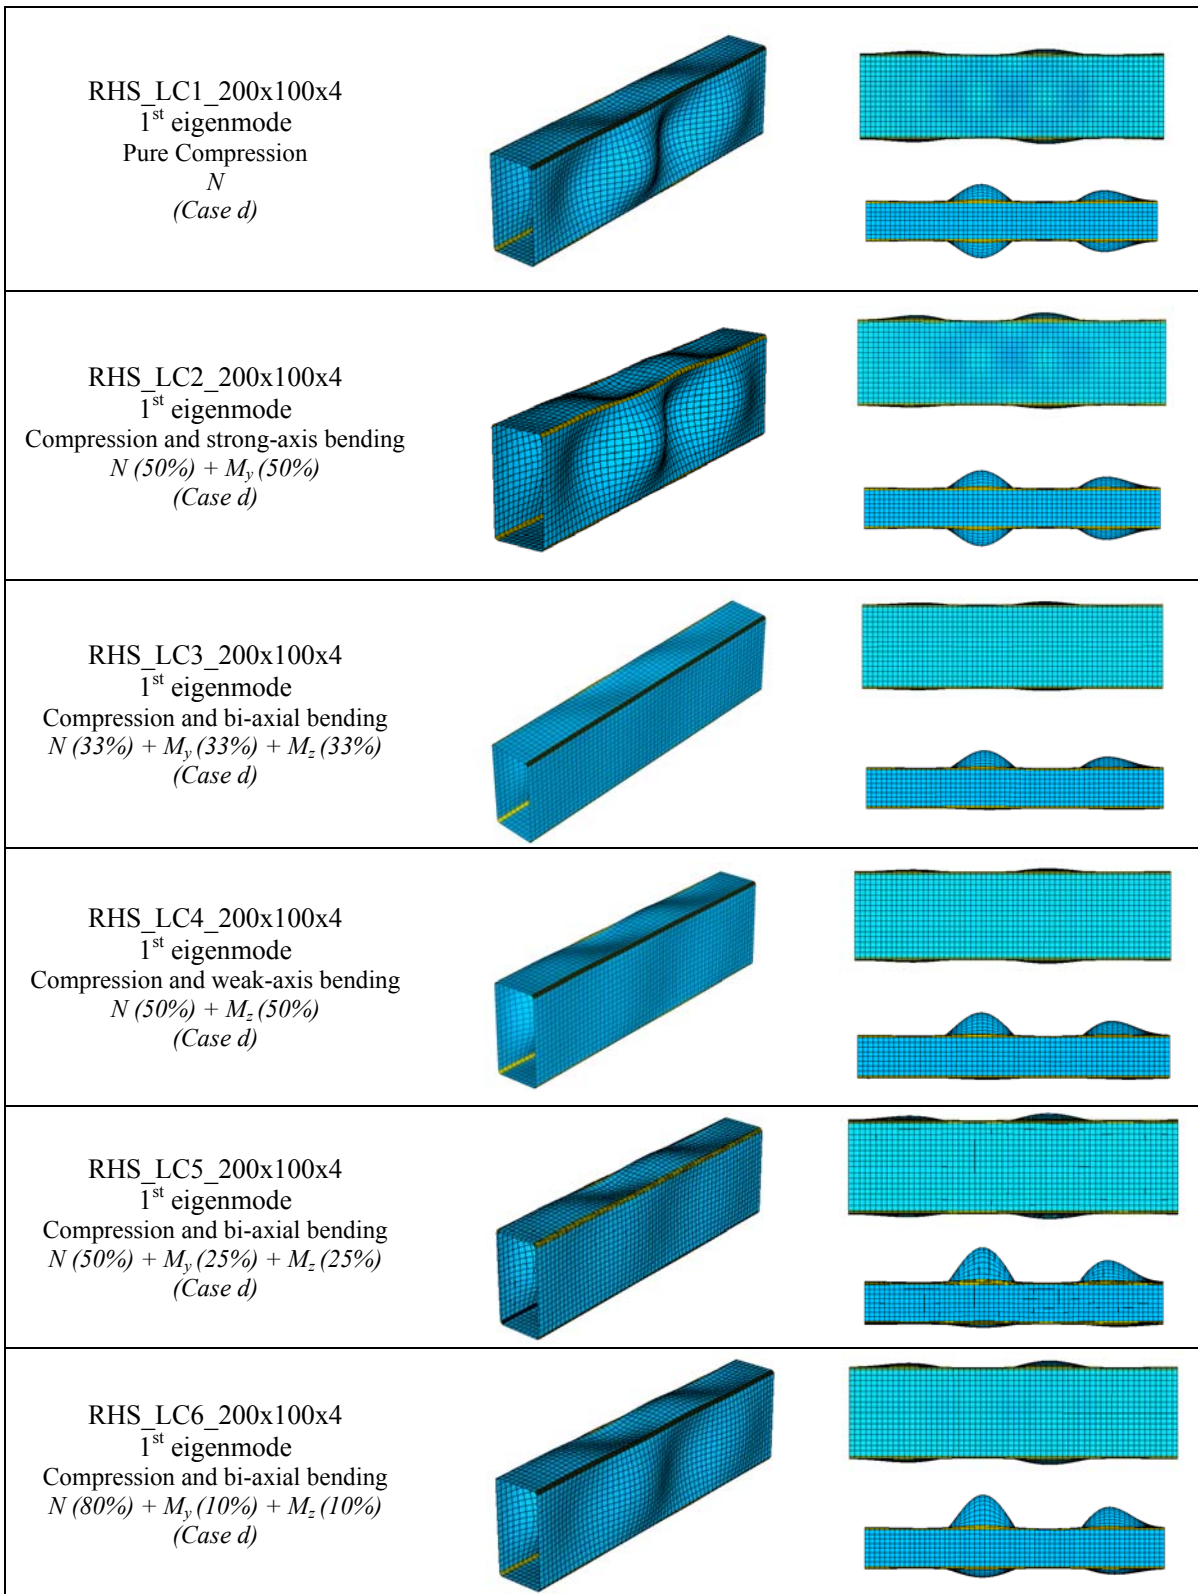 RHS_LC1_200x100x4
1st eigenmode
Pure Compression
N
(Case d)
RHS_LC2_200x100x4
1st eigenmode
Compression and strong-axis bending
N (50%) + My (50%)
(Case d)
RHS_LC3_200x100x4
1st eigenmode
Compression and bi-axial bending
N (33%) + My (33%) + Mz (33%)
(Case d)
RHS_LC4_200x100x4
1st eigenmode
Compression and weak-axis bending
N (50%) + Mz (50%)
(Case d)
RHS_LC5_200x100x4
1st eigenmode
Compression and bi-axial bending
N (50%) + My (25%) + Mz (25%)
(Case d)
RHS_LC6_200x100x4
1st eigenmode
Compression and bi-axial bending
N (80%) + My (10%) + Mz (10%)
(Case d)